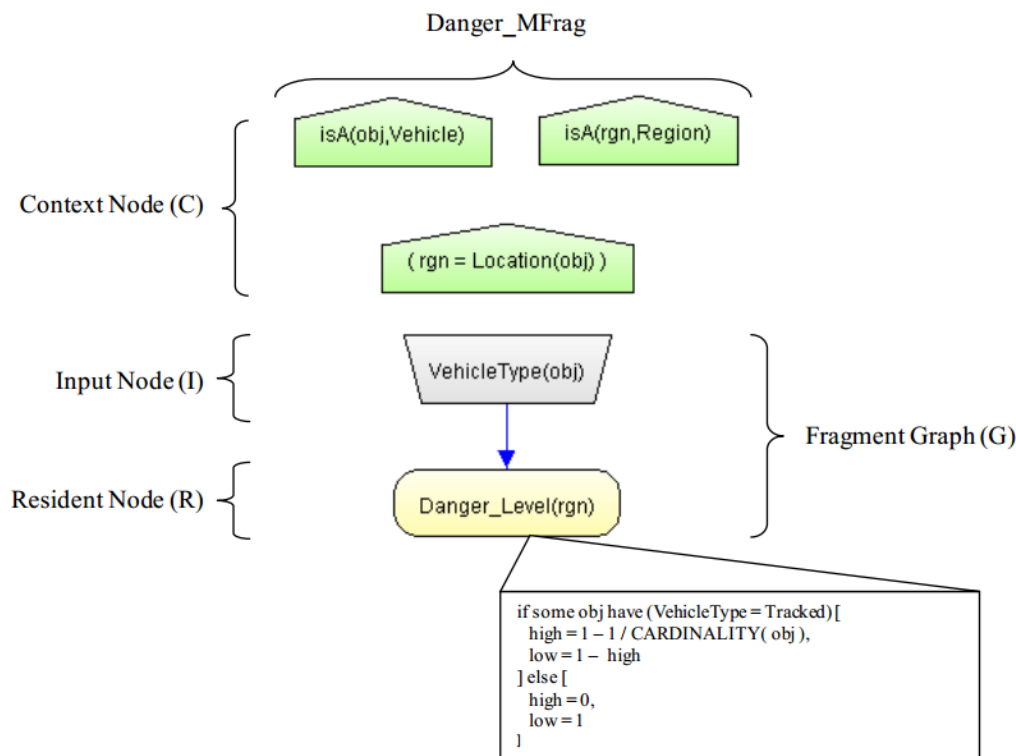 Danger_MFrag
isA(obj,Vehicle)
isA(rgn,Region)
Context Node (C)
( rgn = Location(obj) )
Input Node (I)
VehicleType(obj)
Fragment Graph (G)
Resident Node (R)
Danger_Level(rgn)
if some obj have (VehicleType = Tracked) [
high = 1 – 1 / CARDINALITY( obj ),
low = 1 – high
] else [
high = 0,
low = 1
]